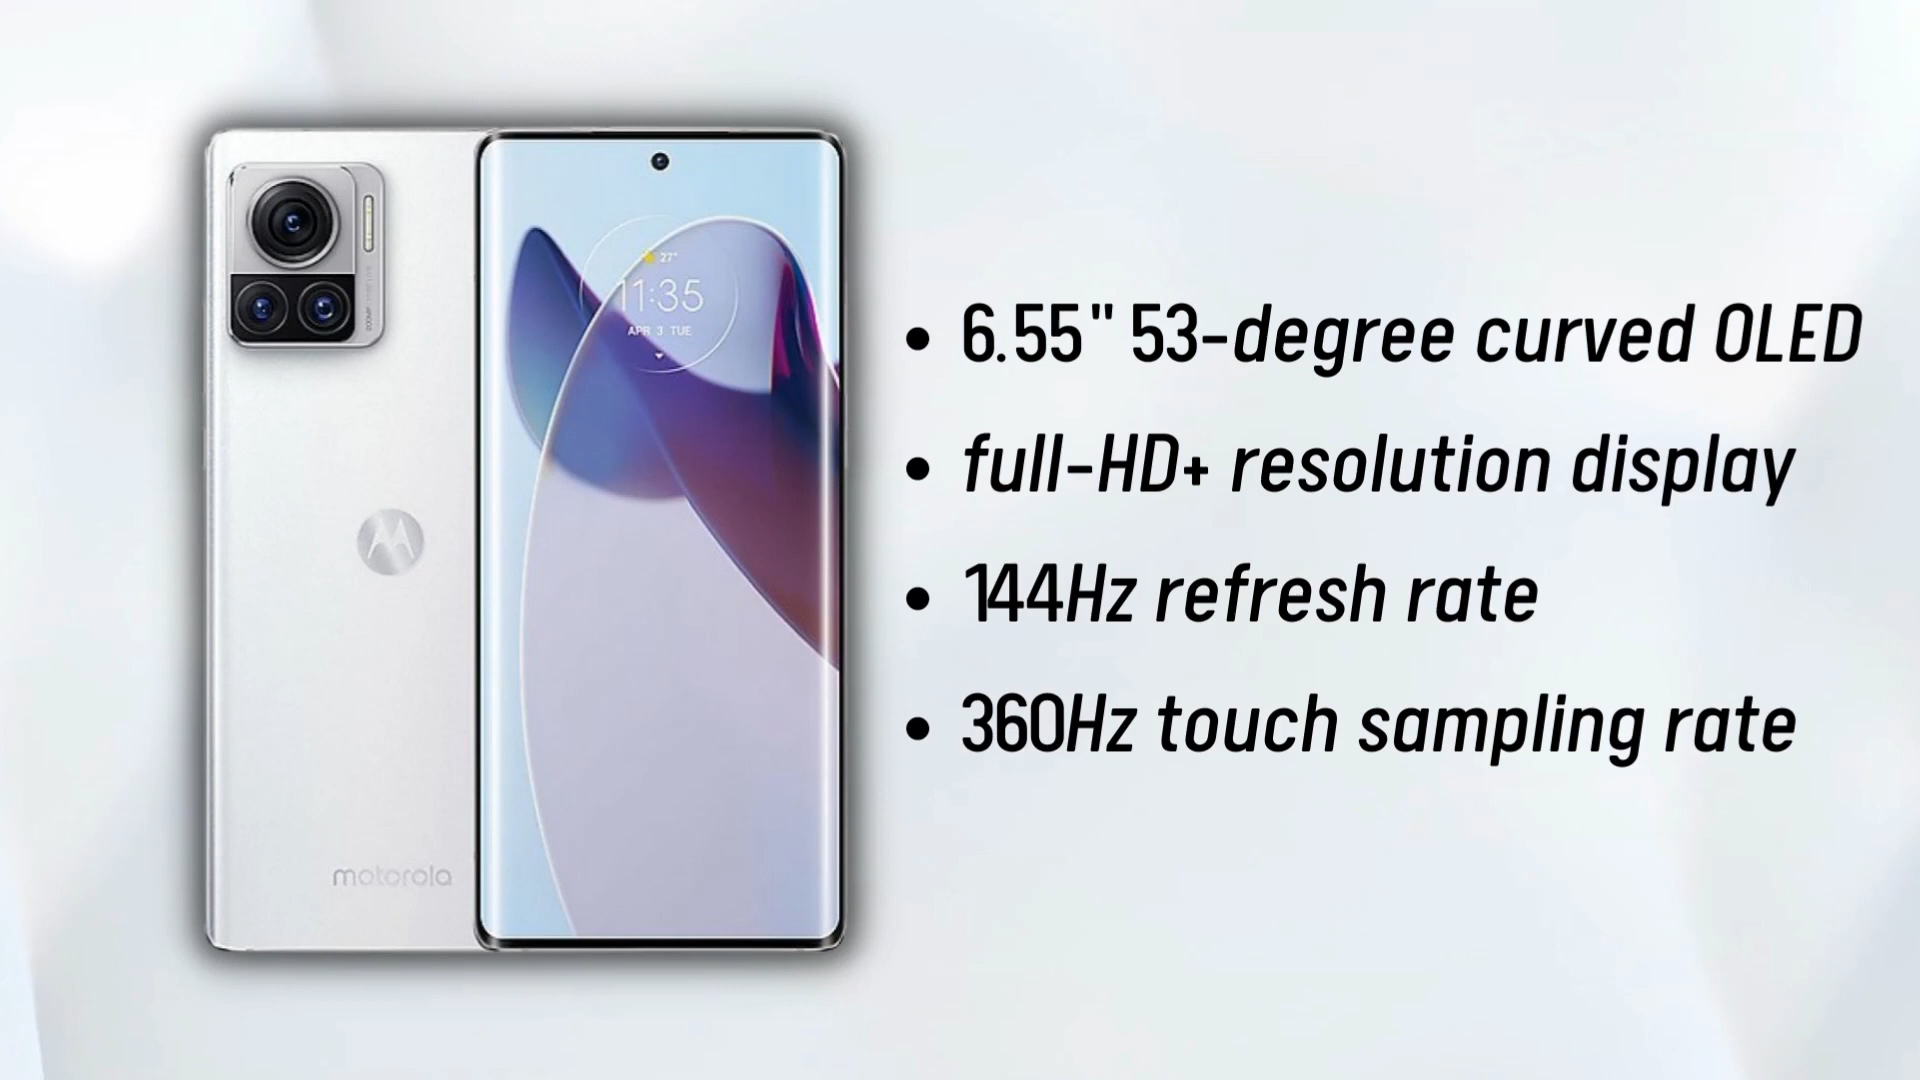 27°
11:35
APR 3 TUE
motorola
• 6.55" 53-degree curved OLED
• full-HD+ resolution display
• 144Hz refresh rate
• 360Hz touch sampling rate